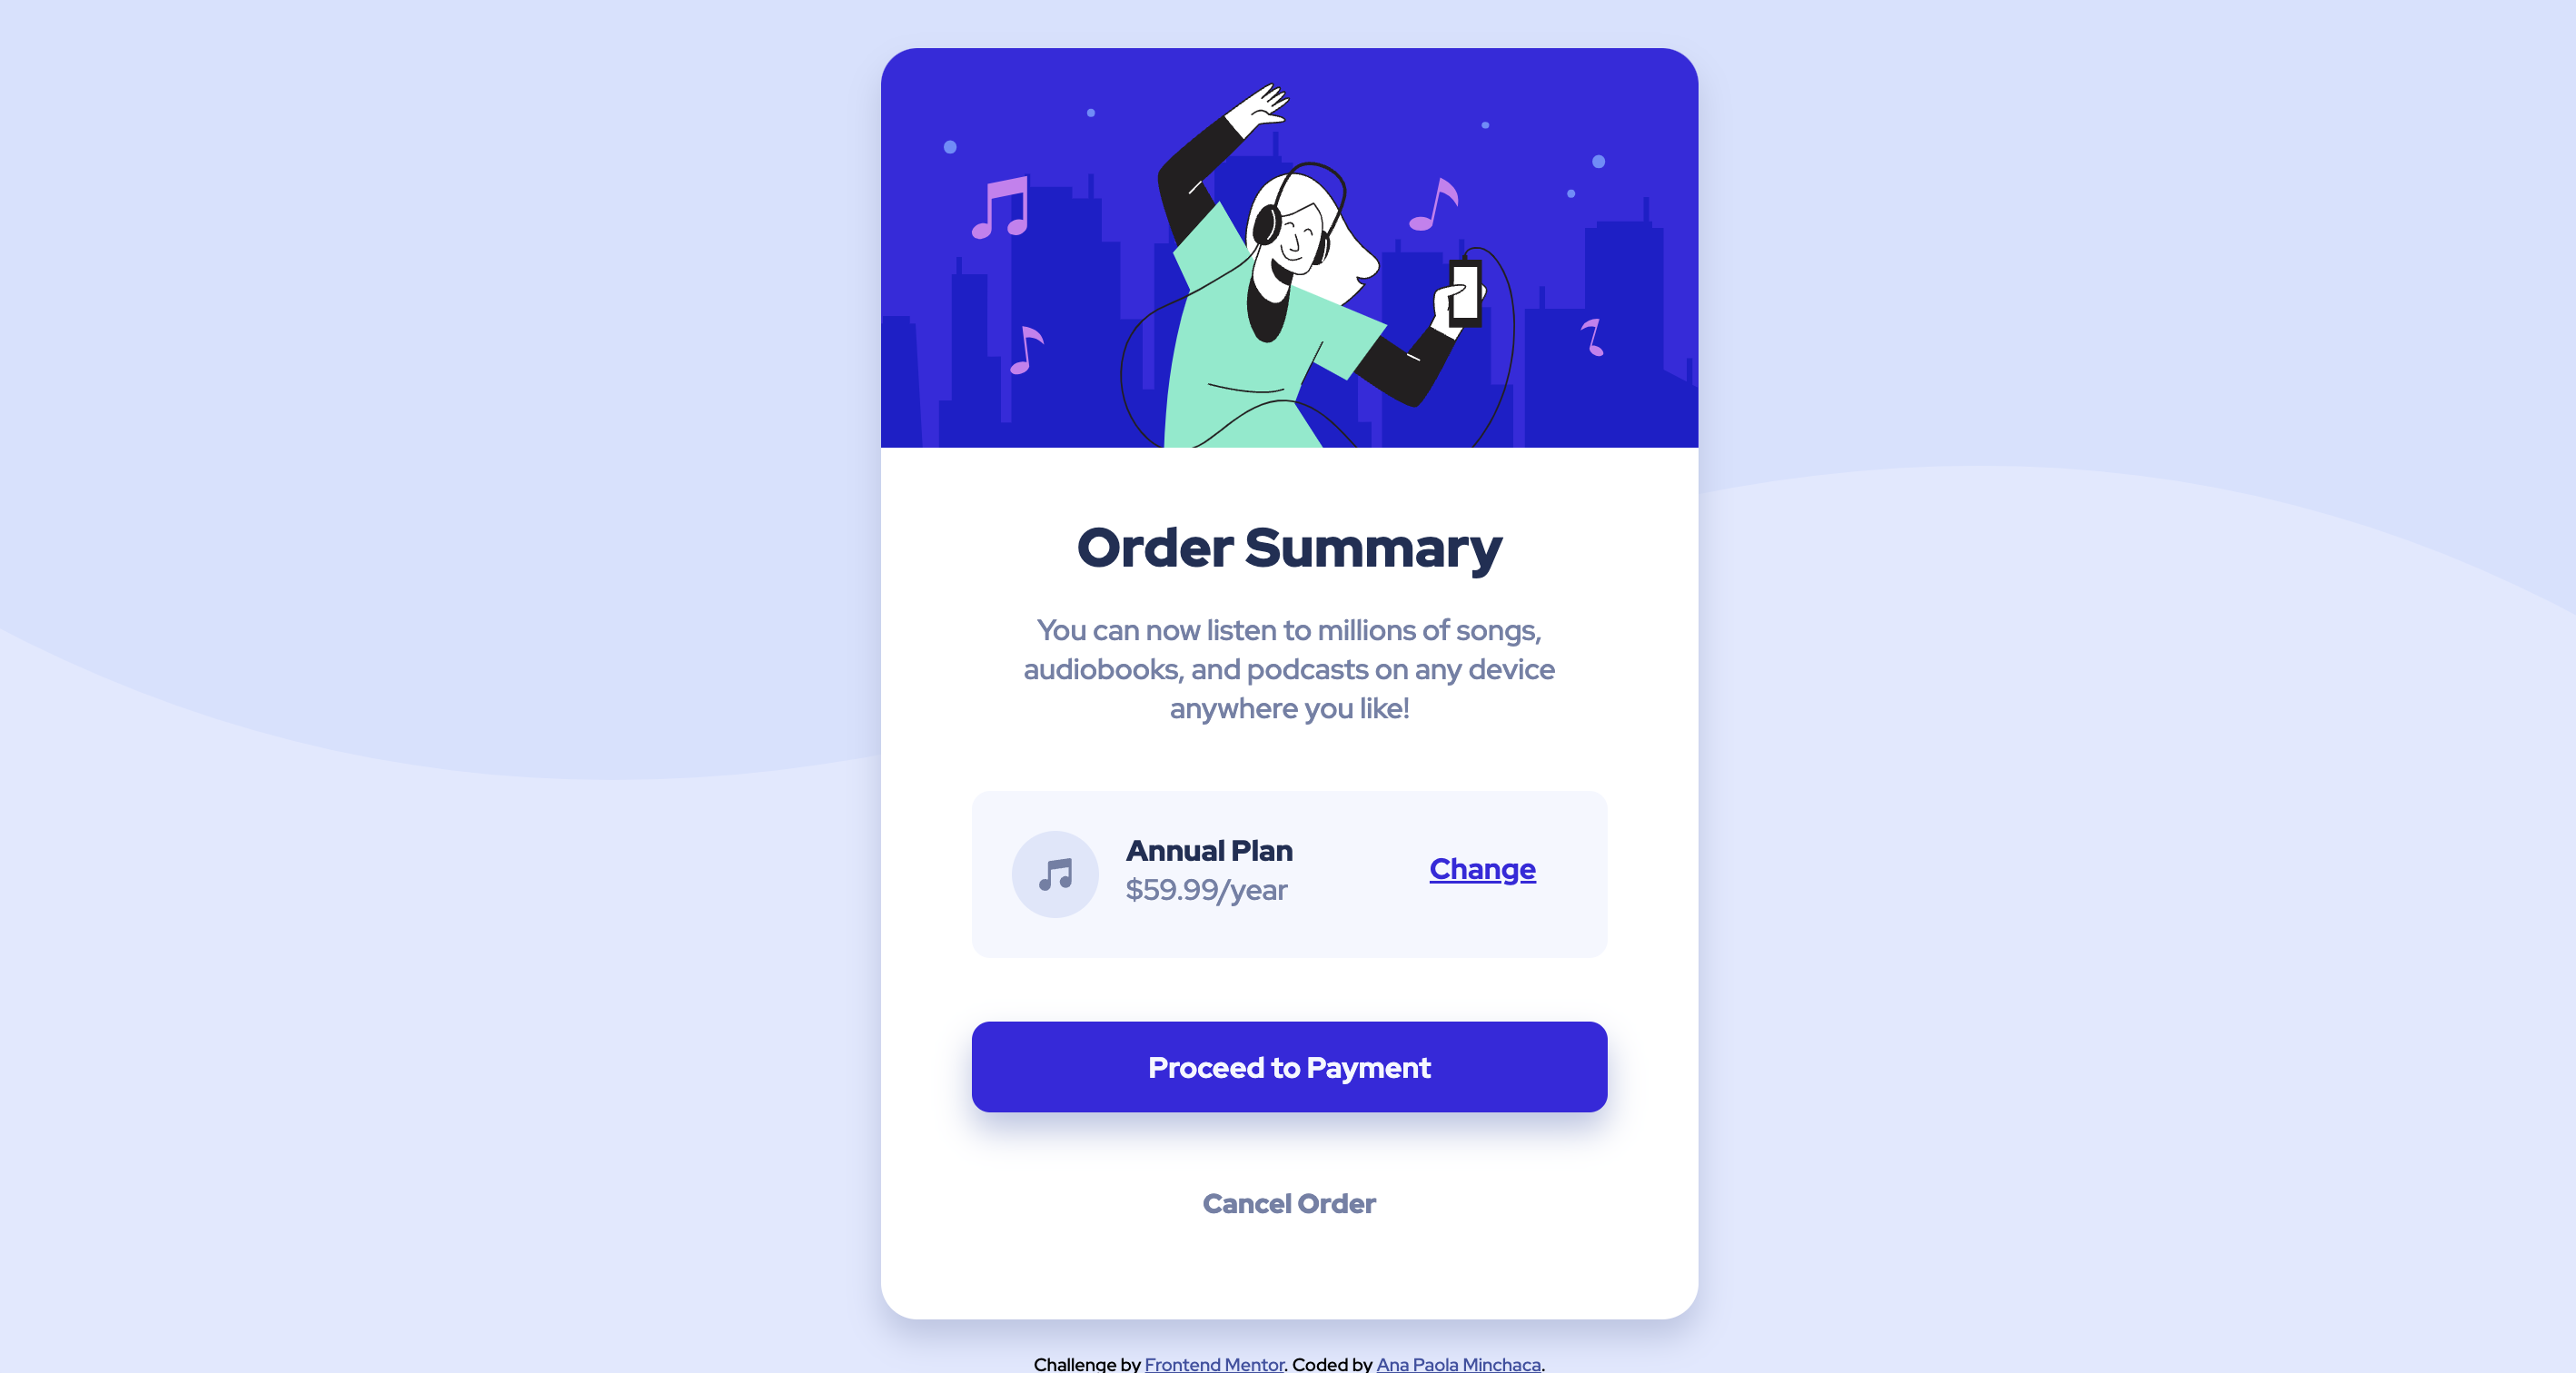 Order Summary
You can now listen to millions of songs,
audiobooks, and podcasts on any device
anywhere you like!
Annual Plan
$59.99/year
Change
Proceed to Payment
Cancel Order
Challenge by Frontend Mentor. Coded by Ana Paola Minchaca.